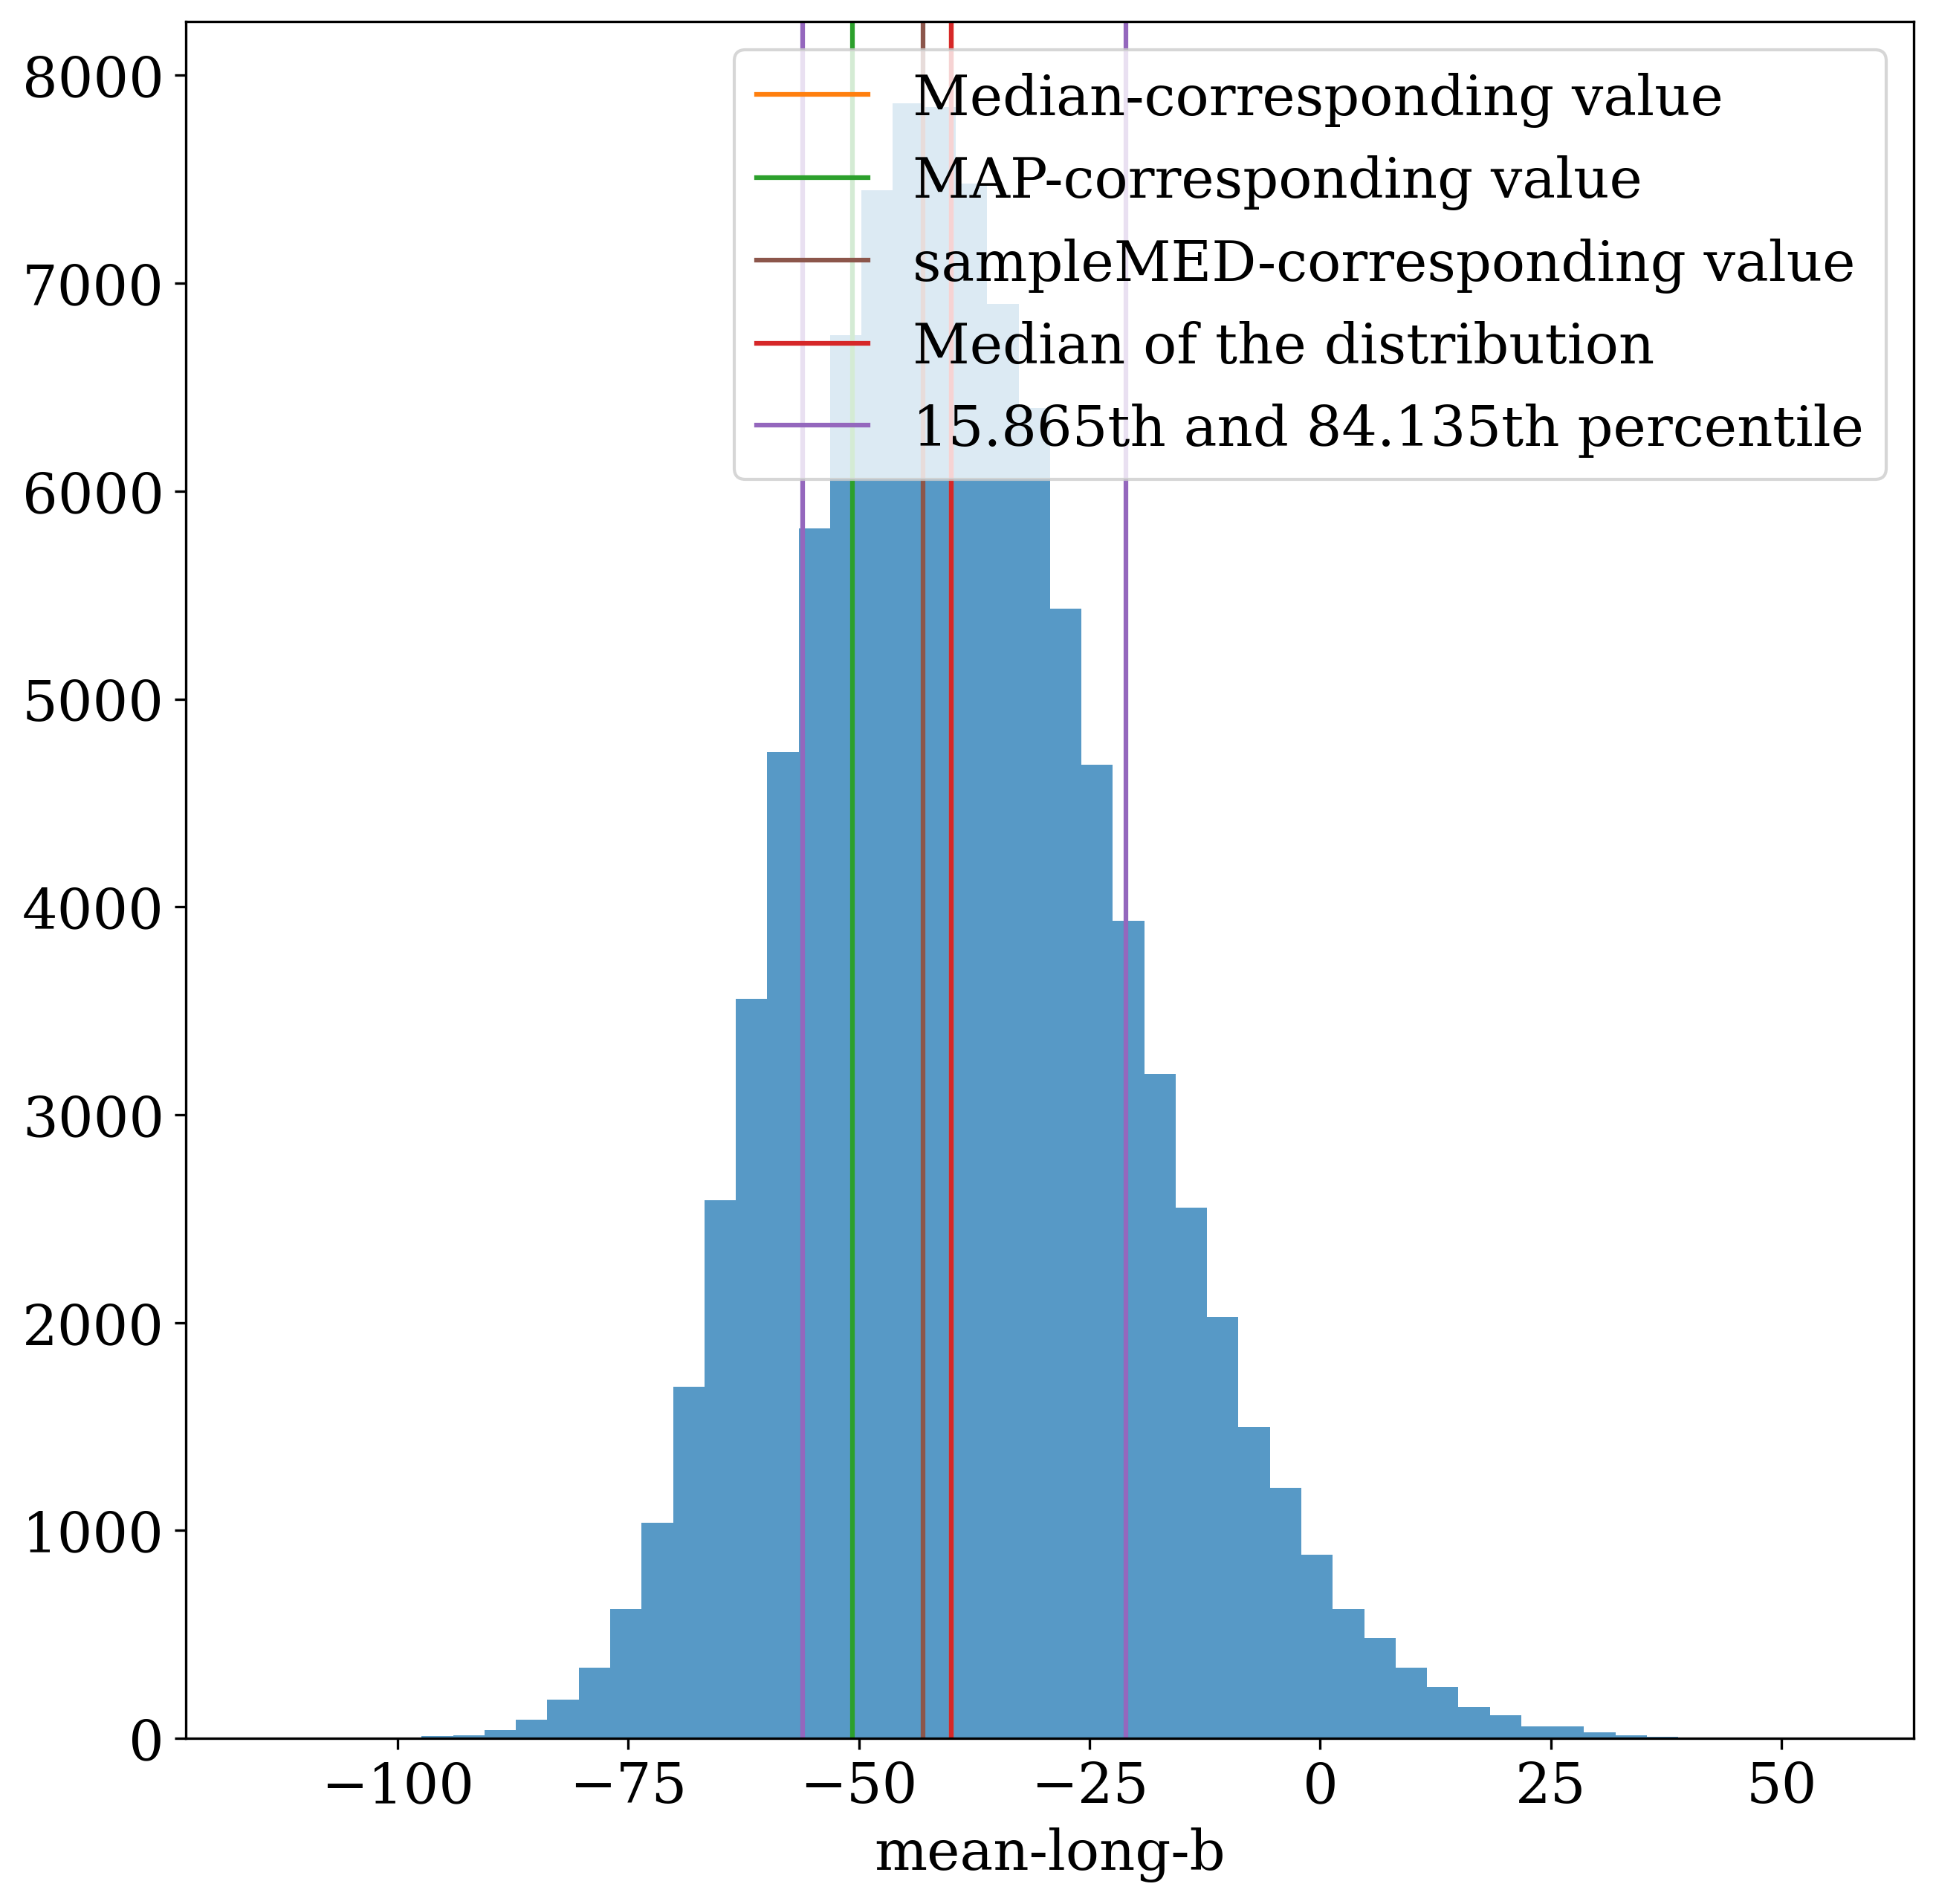 8000
7000
6000
5000
4000
3000
2000
1000
0
Median-corresponding value
MAP-corresponding value
sampleMED-corresponding value
Median of the distribution
15.865th and 84.135th percentile
−100 −75 −50 −25 0 25 50
mean-long-b